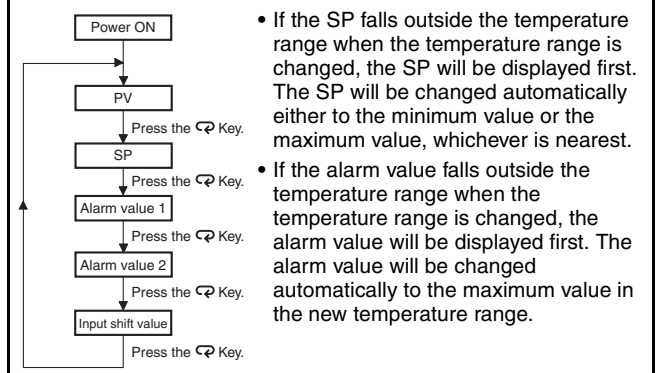 Power ON
PV
Press the Key.
SP
Press the Key.
Alarm value 1
Press the Key.
Alarm value 2
Press the Key.
Input shift value
Press the Key.
• If the SP falls outside the temperature
range when the temperature range is
changed, the SP will be displayed first.
The SP will be changed automatically
either to the minimum value or the
maximum value, whichever is nearest.
• If the alarm value falls outside the
temperature range when the
temperature range is changed, the
alarm value will be displayed first. The
alarm value will be changed
automatically to the maximum value in
the new temperature range.